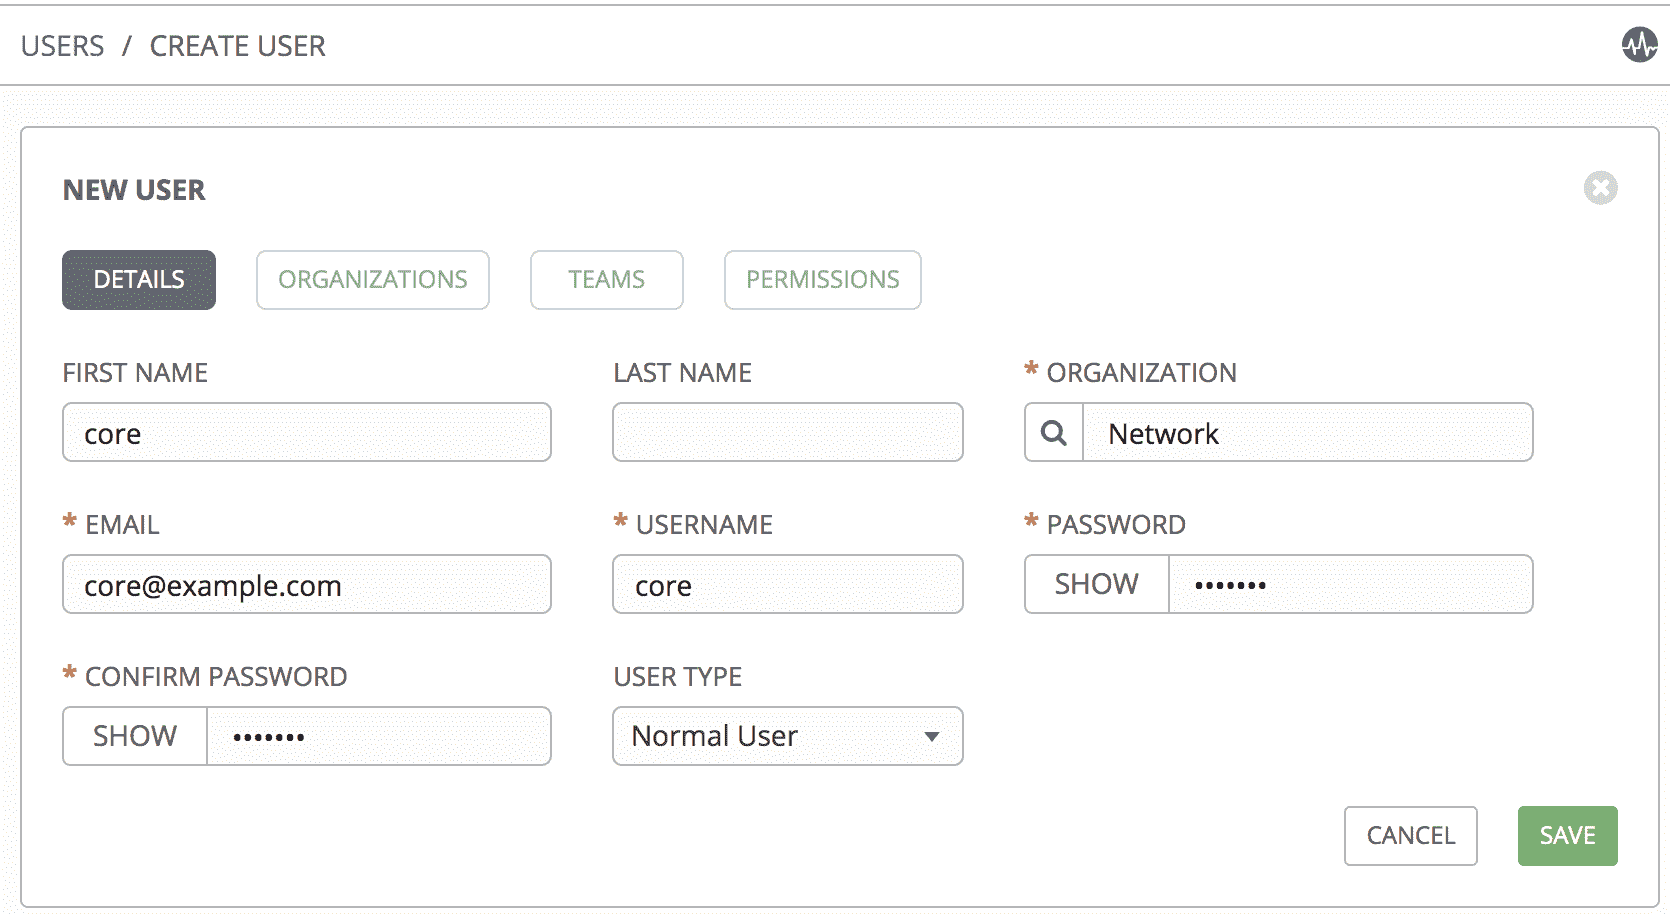 USERS / CREATE USER
NEW USER
DETAILS ORGANIZATIONS TEAMS PERMISSIONS
FIRST NAME LAST NAME * ORGANIZATION
core Network
* EMAIL * USERNAME * PASSWORD
core@example.com core SHOW •••••••
* CONFIRM PASSWORD USER TYPE
SHOW ••••••• Normal User
CANCEL SAVE